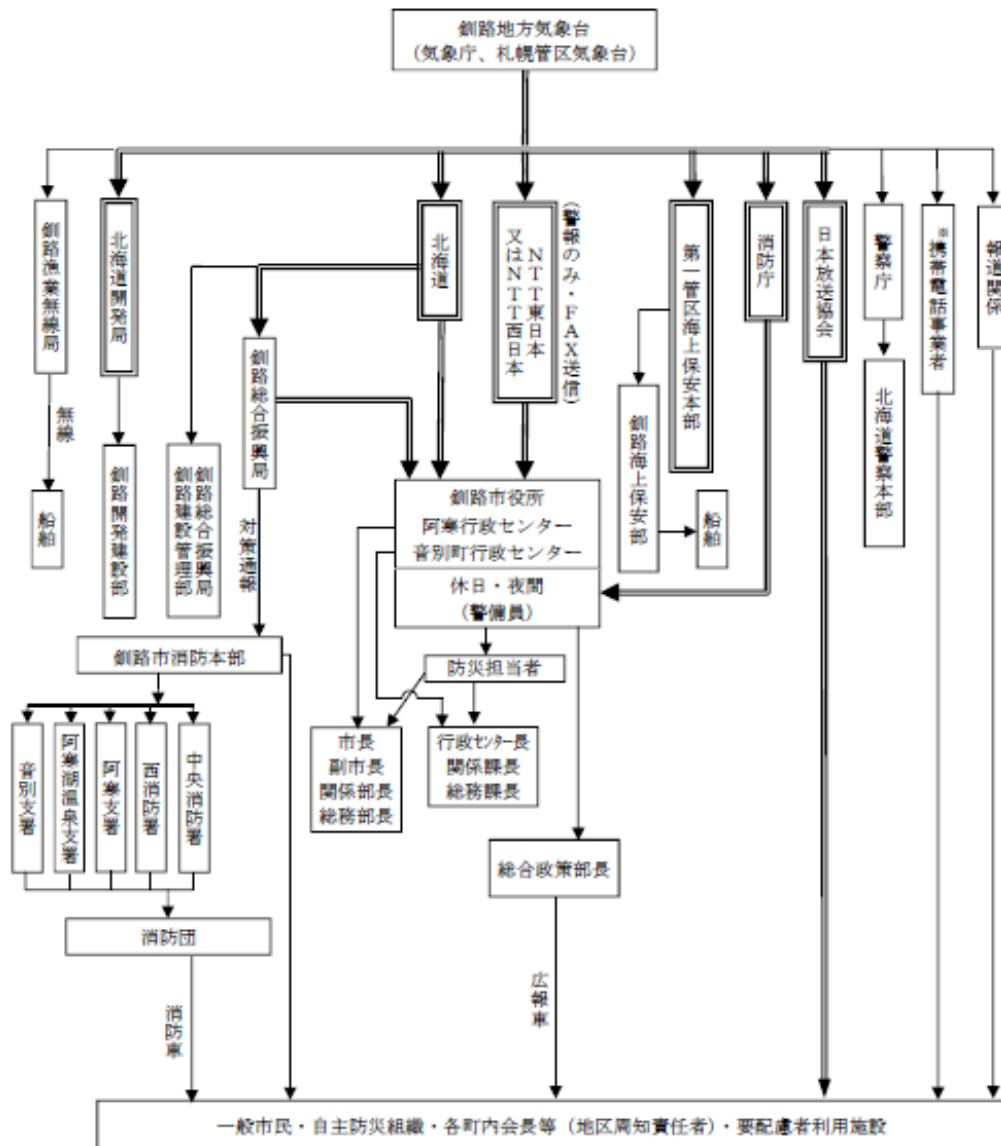 釧路地方気象台
(気象庁、札幌管区気象台)
釧路漁業無線局
北海道開発局
北海道
NTT東日本
又はNTT西日本
(警報のみ・FAX送信)
第一管区海上保安本部
消防庁
日本放送協会
警察庁
※携帯電話事業者
報道関係
無線
船舶
釧路開発建設部
釧路総合振興局
釧路建設管理部
釧路総合振興局
対策通報
釧路海上保安部
船舶
北海道警察本部
釧路市役所
阿寒行政センター
音別町行政センター
休日・夜間
(警備員)
釧路市消防本部
防災担当者
音別支署
阿寒湖温泉支署
阿寒支署
西消防署
中央消防署
市長
副市長
関係部長
総務部長
行政センター長
関係課長
総務課長
総合政策部長
消防団
消防車
広報車
一般市民・自主防災組織・各町内会長等(地区周知責任者)・要配慮者利用施設